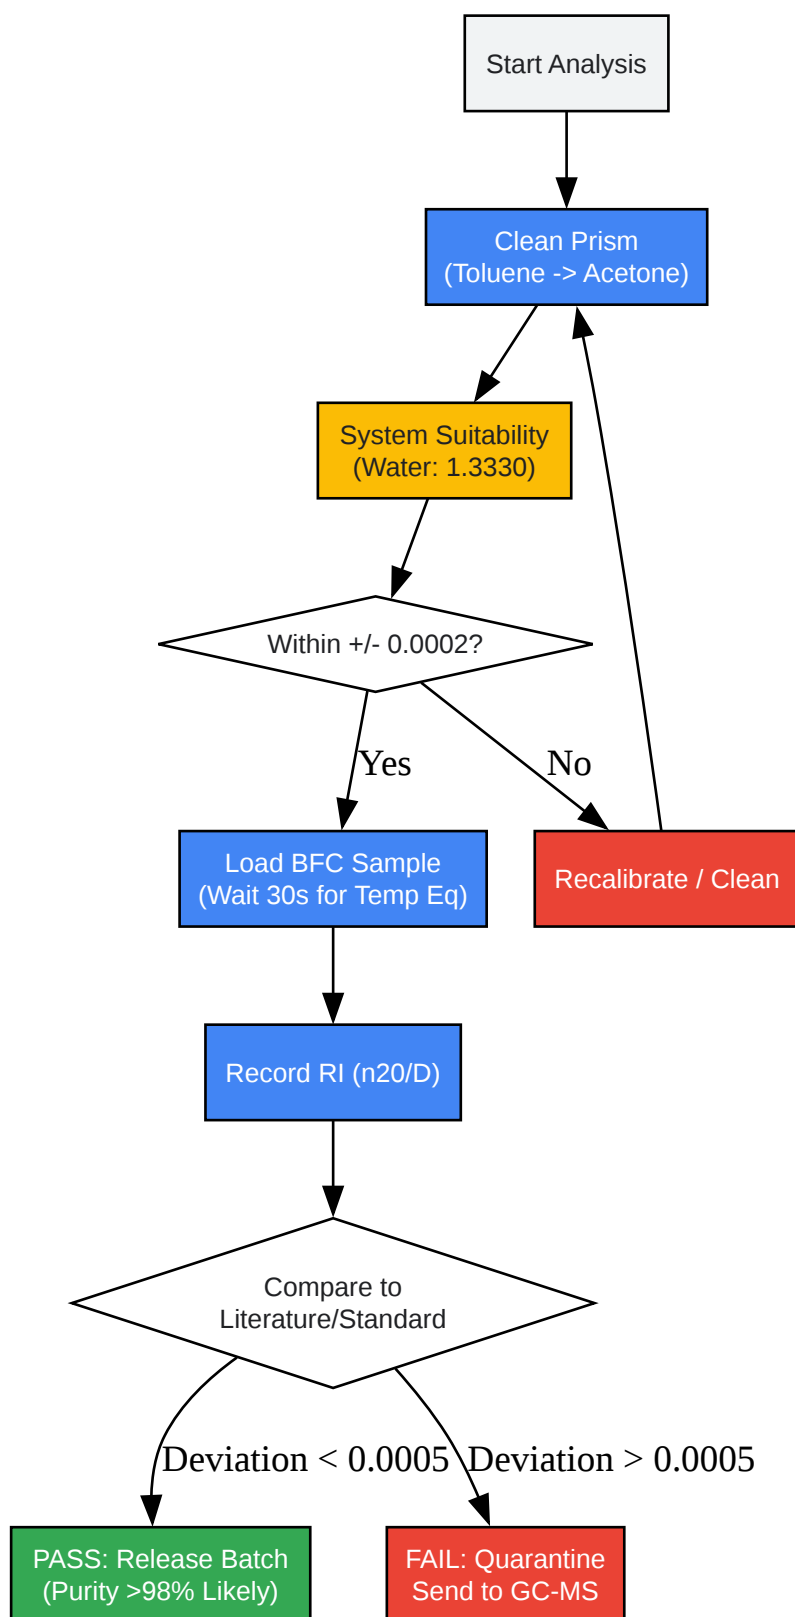 Start Analysis
Clean Prism
(Toluene -> Acetone)
System Suitability
(Water: 1.3330)
Within +/- 0.0002?
Yes
No
Load BFC Sample
(Wait 30s for Temp Eq)
Recalibrate / Clean
Record RI (n20/D)
Compare to
Literature/Standard
Deviation < 0.0005
Deviation > 0.0005
PASS: Release Batch
(Purity >98% Likely)
FAIL: Quarantine
Send to GC-MS